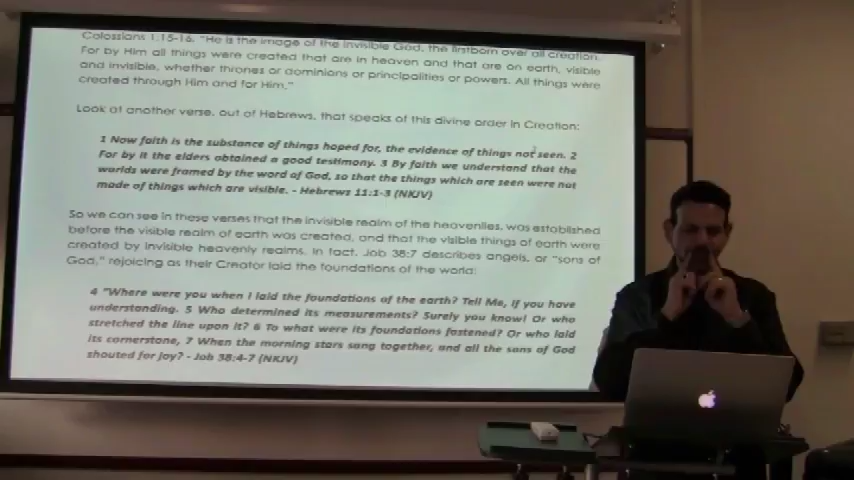 Colossians 1:15-16, "He is the image of the invisible God, the firstborn over all creation.
For by Him all things were created that are in heaven and that are on earth, visible
and invisible, whether thrones or dominions or principalities or powers. All things were
created through Him and for Him."
Look at another verse, out of Hebrews, that speaks of this divine order in Creation:
1 Now faith is the substance of things hoped for, the evidence of things not seen. 2
For by it the elders obtained a good testimony. 3 By faith we understand that the
worlds were framed by the word of God, so that the things which are seen were not
made of things which are visible. - Hebrews 11:1-3 (NKJV)
So we can see in these verses that the invisible realm of the heavenlies, was established
before the visible realm of earth was created, and that the visible things of earth were
created by invisible heavenly realms. In fact, Job 38:7 describes angels, or "sons of
God," rejoicing as their Creator laid the foundations of the world:
4 "Where were you when I laid the foundations of the earth? Tell Me, if you have
understanding. 5 Who determined its measurements? Surely you know! Or who
stretched the line upon it? 6 To what were its foundations fastened? Or who laid
its cornerstone, 7 When the morning stars sang together, and all the sons of God
shouted for joy? - Job 38:4-7 (NKJV)